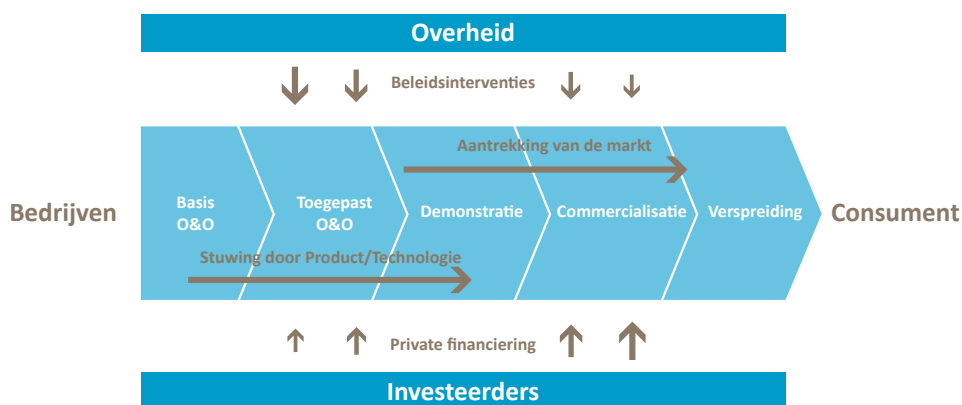 Overheid
Beleidsinterventies
Aantrekking van de markt
Bedrijven
Basis
O&O
Toegepast
O&O
Demonstratie
Commercialisatie
Verspreiding
Consument
Stuwing door Product/Technologie
Private financiering
Investeerders